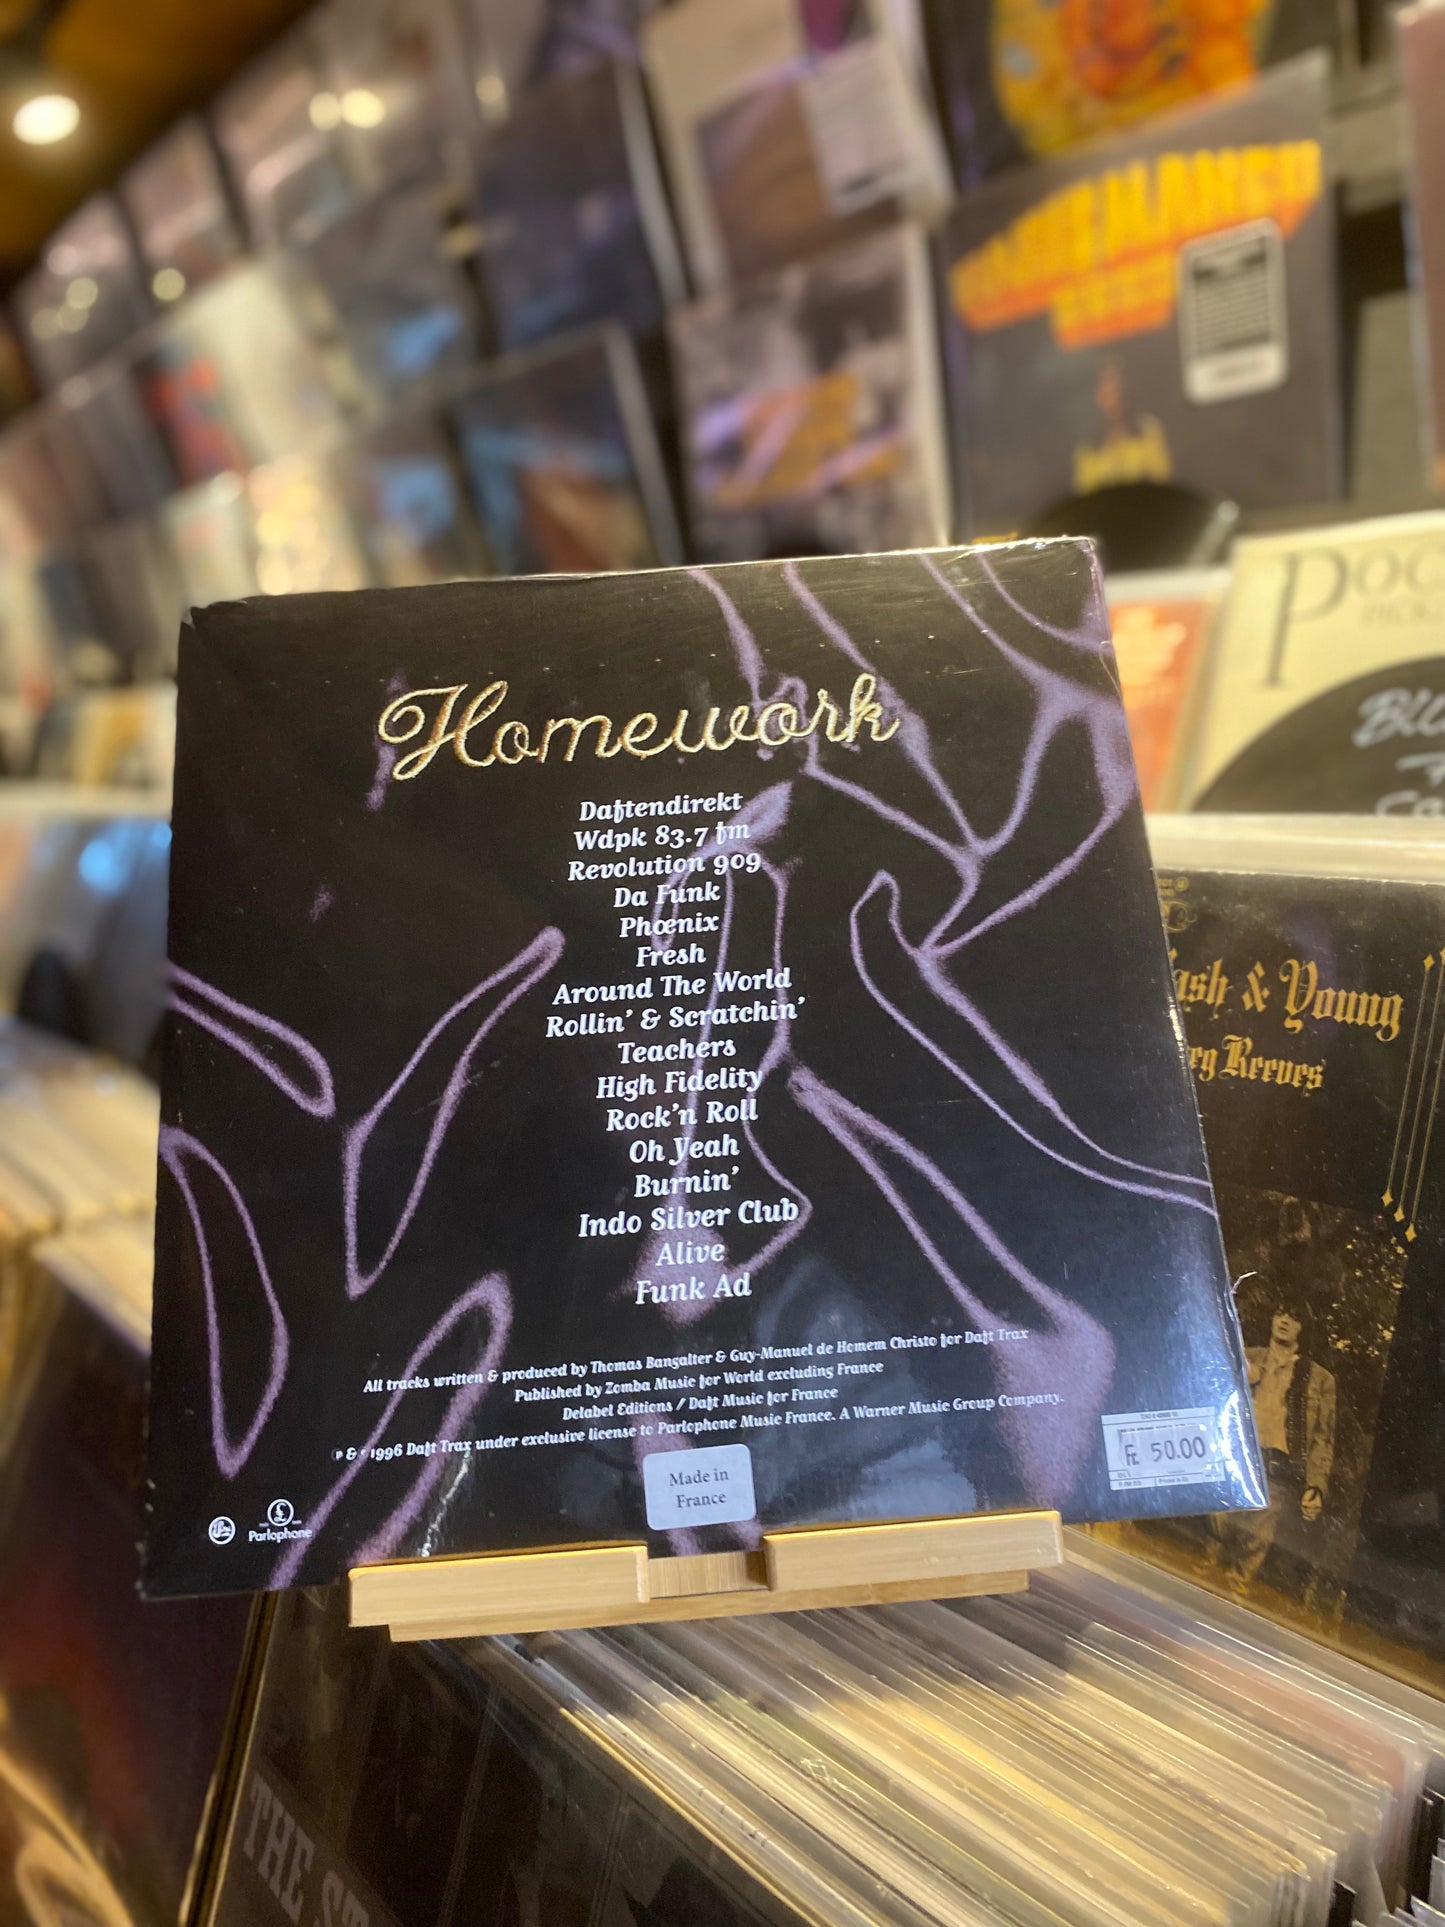 Homework
Daftendirekt
Wdpk 83.7 fm
Revolution 909
Da Funk
Phœnix
Fresh
Around The World
Rollin' & Scratchin'
Teachers
High Fidelity
Rock'n Roll
Oh Yeah
Burnin'
Indo Silver Club
Alive
Funk Ad
All tracks written & produced by Thomas Bangalter & Guy-Manuel de Homem Christo for Daft Trax
Published by Zomba Music for World excluding France
Delabel Editions / Daft Music for France
℗ & © 1996 Daft Trax under exclusive license to Parlophone Music France. A Warner Music Group Company.
Made in
France
Parlophone
50.00
& Young
Reeves
THE